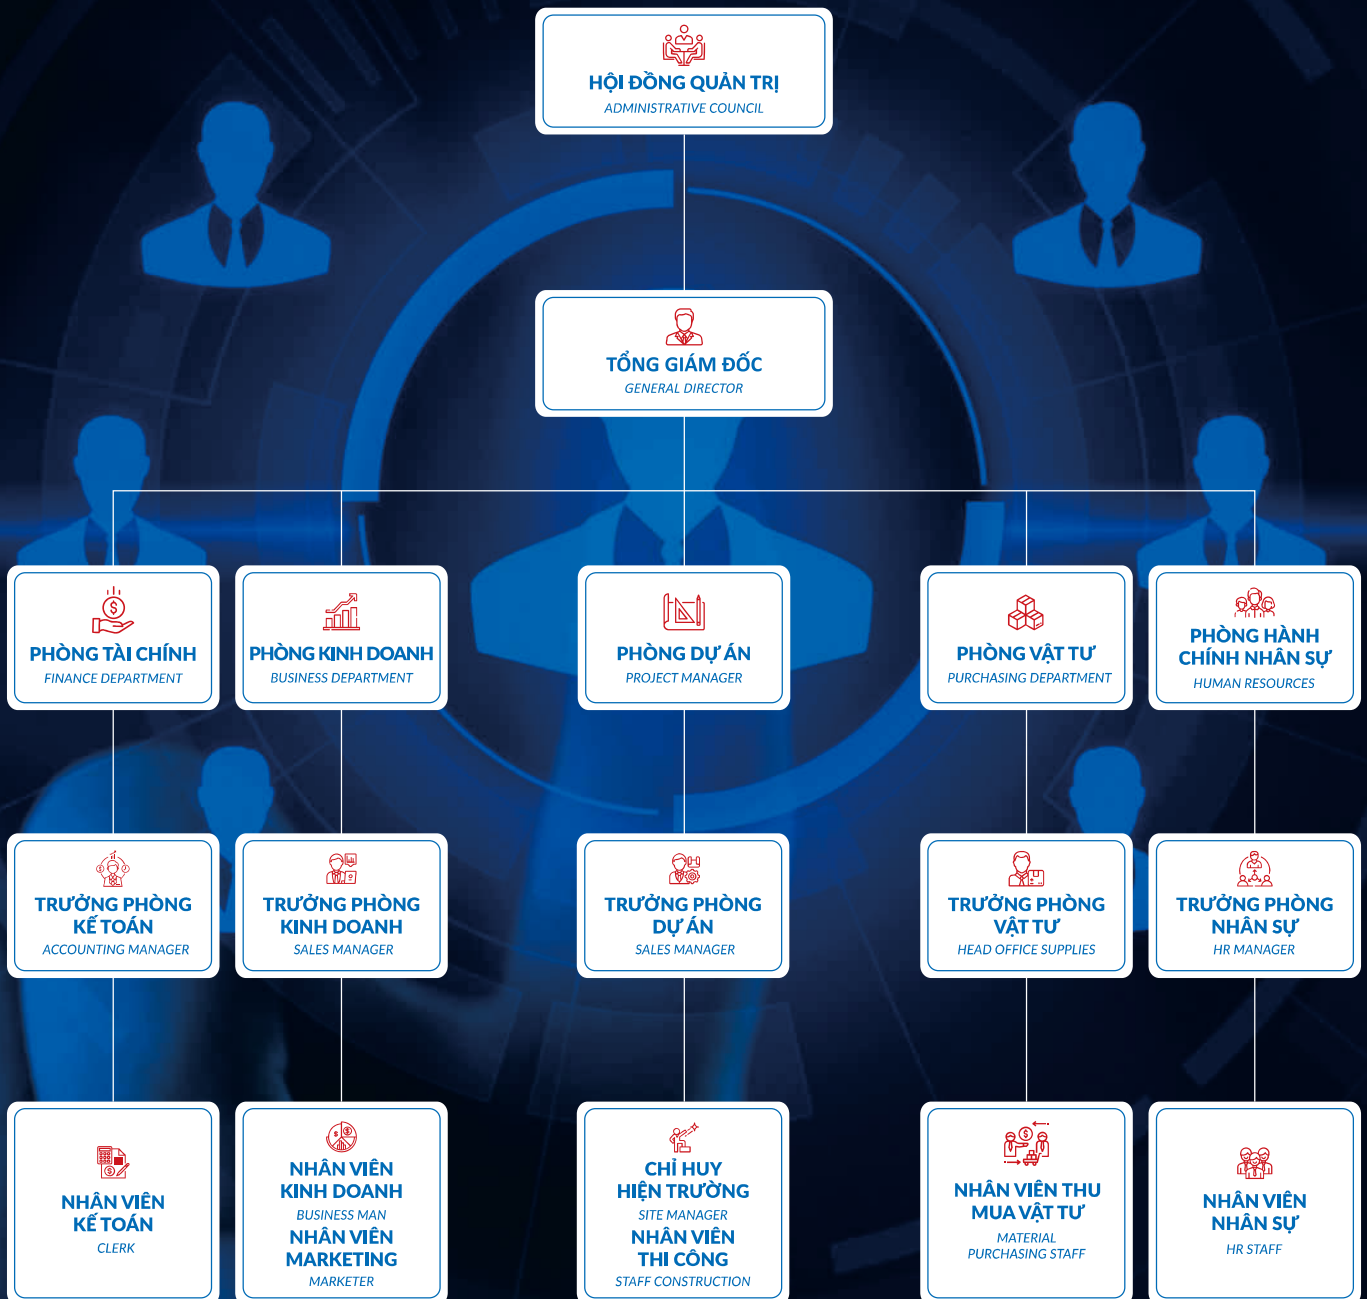 HỘI ĐỒNG QUẢN TRỊ
ADMINISTRATIVE COUNCIL
TỔNG GIÁM ĐỐC
GENERAL DIRECTOR
PHÒNG TÀI CHÍNH
FINANCE DEPARTMENT
PHÒNG KINH DOANH
BUSINESS DEPARTMENT
PHÒNG DỰ ÁN
PROJECT MANAGER
PHÒNG VẬT TƯ
PURCHASING DEPARTMENT
PHÒNG HÀNH
CHÍNH NHÂN SỰ
HUMAN RESOURCES
TRƯỞNG PHÒNG
KẾ TOÁN
ACCOUNTING MANAGER
TRƯỞNG PHÒNG
KINH DOANH
SALES MANAGER
TRƯỞNG PHÒNG
DỰ ÁN
SALES MANAGER
TRƯỞNG PHÒNG
VẬT TƯ
HEAD OFFICE SUPPLIES
TRƯỞNG PHÒNG
NHÂN SỰ
HR MANAGER
NHÂN VIÊN
KẾ TOÁN
CLERK
NHÂN VIÊN
KINH DOANH
BUSINESS MAN
NHÂN VIÊN
MARKETING
MARKETER
CHỈ HUY
HIỆN TRƯỜNG
SITE MANAGER
NHÂN VIÊN
THI CÔNG
STAFF CONSTRUCTION
NHÂN VIÊN THU
MUA VẬT TƯ
MATERIAL
PURCHASING STAFF
NHÂN VIÊN
NHÂN SỰ
HR STAFF